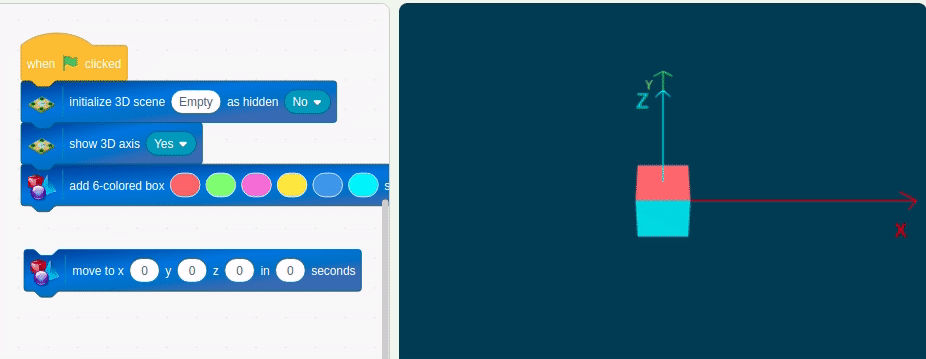 when clicked
initialize 3D scene Empty as hidden No
show 3D axis Yes
add 6-colored box s
move to x 0 y 0 z 0 in 0 seconds
Y
Z
X